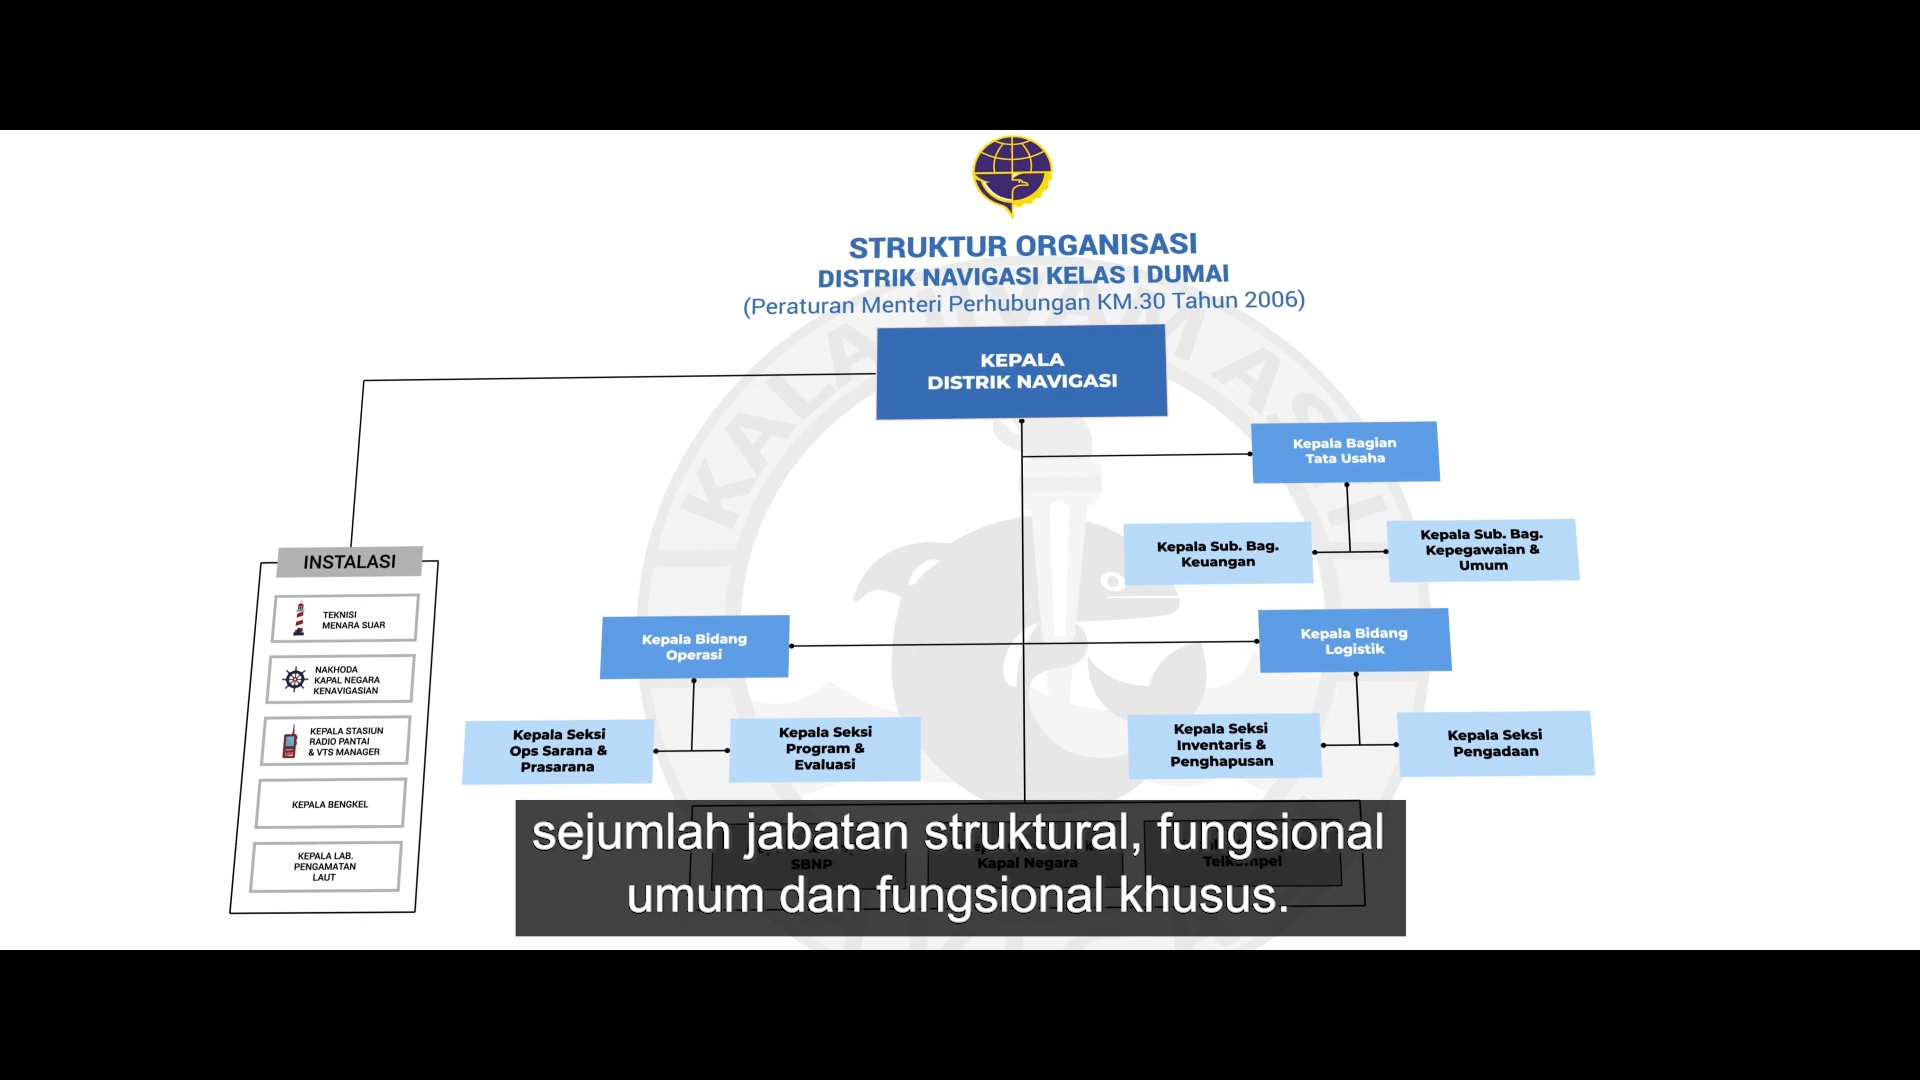 STRUKTUR ORGANISASI
DISTRIK NAVIGASI KELAS I DUMAI
(Peraturan Menteri Perhubungan KM.30 Tahun 2006)
KEPALA
DISTRIK NAVIGASI
Kepala Bagian
Tata Usaha
Kepala Sub. Bag.
Keuangan
Kepala Sub. Bag.
Kepegawaian &
Umum
INSTALASI
TEKNISI
MENARA SUAR
NAKHODA
KAPAL NEGARA
KENAVIGASIAN
KEPALA STASIUN
RADIO PANTAI
& VTS MANAGER
KEPALA BENGKEL
KEPALA LAB.
PENGAMATAN
LAUT
Kepala Bidang
Operasi
Kepala Bidang
Logistik
Kepala Seksi
Ops Sarana &
Prasarana
Kepala Seksi
Program &
Evaluasi
Kepala Seksi
Inventaris &
Penghapusan
Kepala Seksi
Pengadaan
SBNP
Kapal Negara
Telkompel
sejumlah jabatan struktural, fungsional
umum dan fungsional khusus.